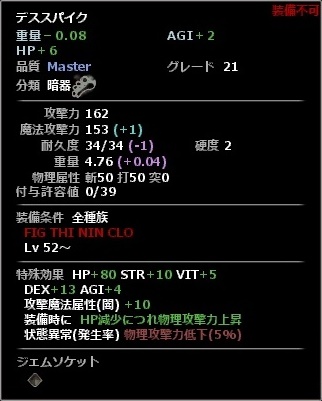 装備不可
デススパイク
重量－0.08 AGI＋2
HP＋6
品質 Master グレード 21
分類 暗器
攻撃力 162
魔法攻撃力 153 (+1)
耐久度 34/34 (-1) 硬度 2
重量 4.76 (+0.04)
物理属性 斬50 打50 突0
付与許容値 0/39
装備条件 全種族
FIG THI NIN CLO
Lv 52～
特殊効果 HP+80 STR+10 VIT+5
DEX+13 AGI+4
攻撃魔法属性(闇) +10
装備時に HP減少につれ物理攻撃力上昇
状態異常(発生率) 物理攻撃力低下(5%)
ジェムソケット